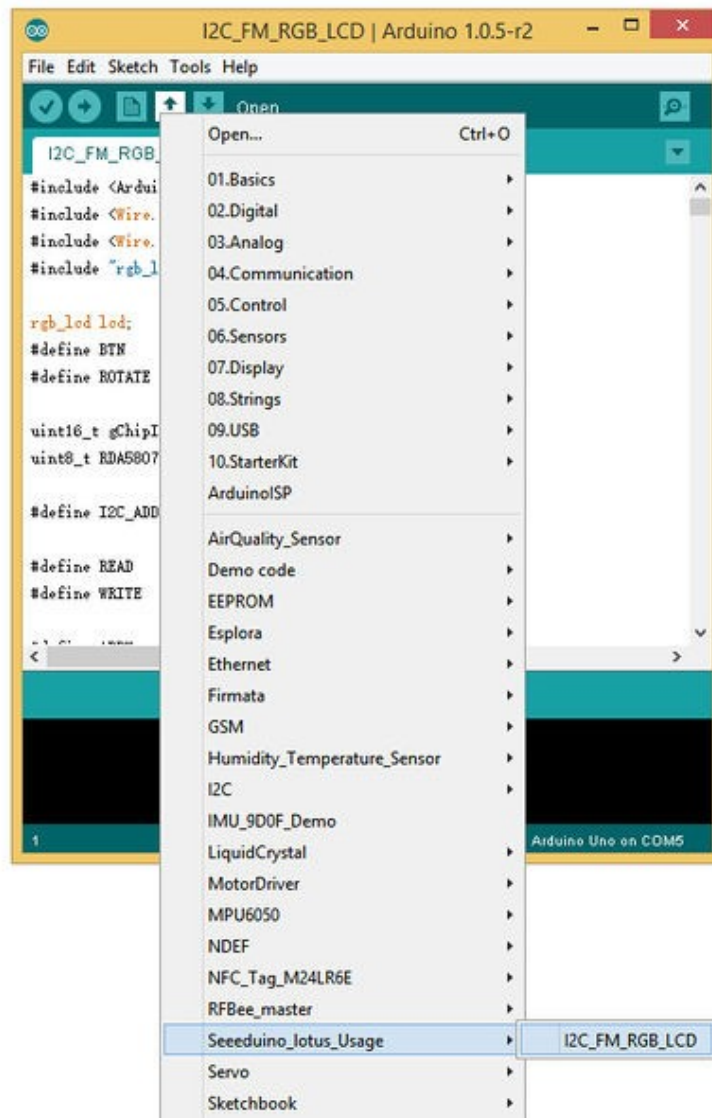 I2C_FM_RGB_LCD | Arduino 1.0.5-r2
File Edit Sketch Tools Help
Open
I2C_FM_RGB_
#include <Ardui
#include <Wire.
#include <Wire.
#include "rgb_l
rgb_lcd lcd;
#define BTN
#define ROTATE
uint16_t gChipI
uint8_t RDA5807
#define I2C_ADD
#define READ
#define WRITE
Open... Ctrl+O
01.Basics
02.Digital
03.Analog
04.Communication
05.Control
06.Sensors
07.Display
08.Strings
09.USB
10.StarterKit
ArduinoISP
AirQuality_Sensor
Demo code
EEPROM
Esplora
Ethernet
Firmata
GSM
Humidity_Temperature_Sensor
I2C
IMU_9D0F_Demo
LiquidCrystal
MotorDriver
MPU6050
NDEF
NFC_Tag_M24LR6E
RFBee_master
Seeeduino_lotus_Usage
I2C_FM_RGB_LCD
Servo
Sketchbook
1 Arduino Uno on COM5